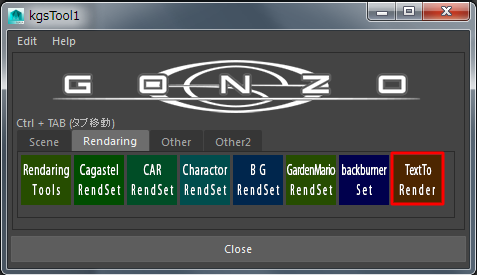 kgsTool1
Edit Help
GONZO
Ctrl + TAB (タブ移動)
Scene Rendaring Other Other2
Rendaring Cagastel CAR Charactor B G GardenMario backburner TextTo
Tools RendSet RendSet RendSet RendSet RendSet Set Render
Close